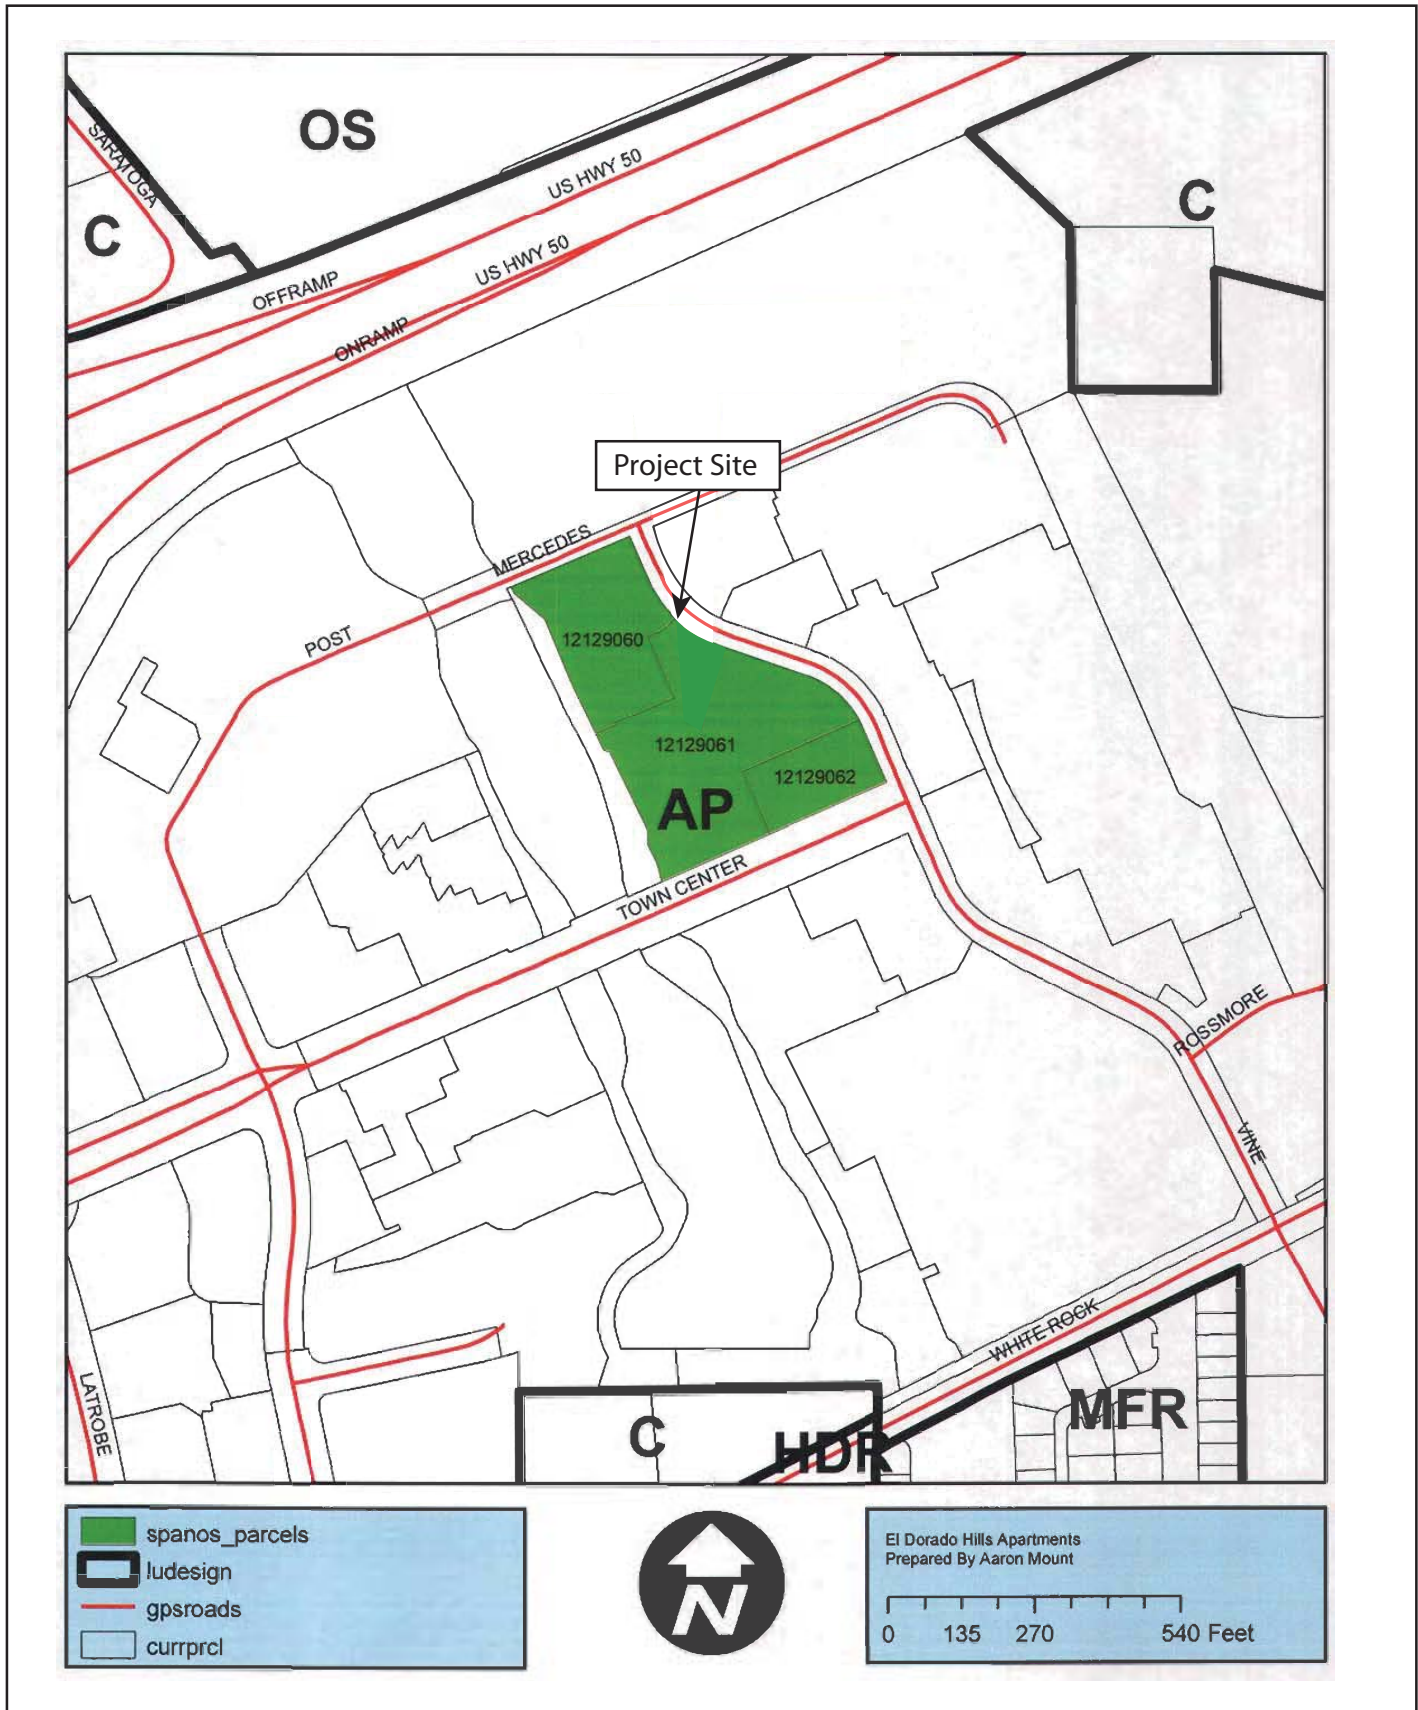 OS
SARATOGA
C
US HWY 50
C
US HWY 50
OFFRAMP
ONRAMP
Project Site
MERCEDES
POST
12129060
12129061
12129062
AP
TOWN CENTER
ROSSMORE
VINE
WHITE ROCK
LATROBE
C
HDR
MFR
spanos_parcels
ludesign
gpsroads
currprcl
N
El Dorado Hills Apartments
Prepared By Aaron Mount
0 135 270 540 Feet